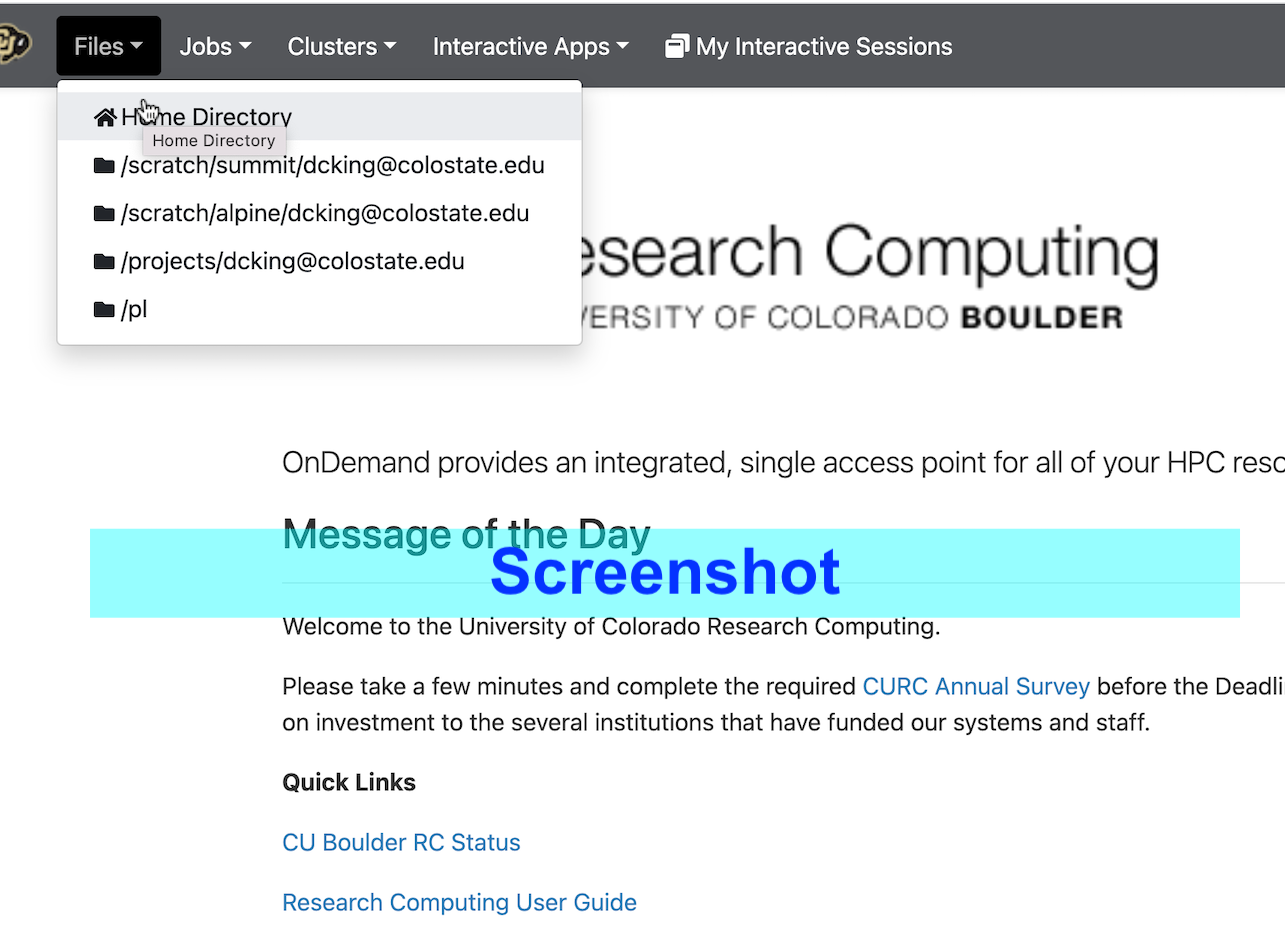 Files Jobs Clusters Interactive Apps My Interactive Sessions
Home Directory
Home Directory
/scratch/summit/dcking@colostate.edu
/scratch/alpine/dcking@colostate.edu
/projects/dcking@colostate.edu
/pl
esearch Computing
VERSITY OF COLORADO BOULDER
OnDemand provides an integrated, single access point for all of your HPC reso
Message of the Day
Screenshot
Welcome to the University of Colorado Research Computing.
Please take a few minutes and complete the required CURC Annual Survey before the Deadli
on investment to the several institutions that have funded our systems and staff.
Quick Links
CU Boulder RC Status
Research Computing User Guide